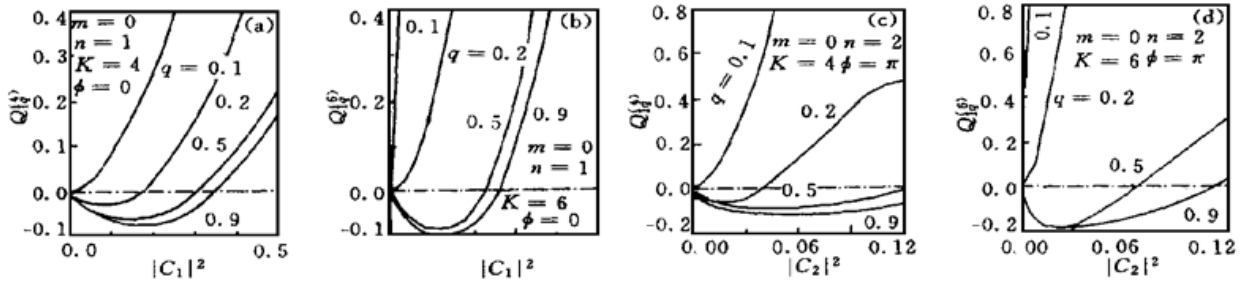 (a)
m = 0
n = 1
K = 4
ϕ = 0
q = 0.1
0.2
0.5
0.9
0.4
0.3
0.2
0.1
0.0
-0.1
0.0
0.5
|C₁|²
(b)
0.1
q = 0.2
0.5
0.9
m = 0
n = 1
K = 6
ϕ = 0
0.4
0.3
0.2
0.1
0.0
-0.1
|C₁|²
(c)
m = 0 n = 2
K = 4 ϕ = π
q = 0.1
0.2
0.5
0.9
0.8
0.6
0.4
0.2
0.0
-0.2
0.00
0.06
0.12
|C₂|²
(d)
0.1
m = 0 n = 2
K = 6 ϕ = π
q = 0.2
0.5
0.9
0.8
0.6
0.4
0.2
0.0
-0.2
0.00
0.06
0.12
|C₂|²